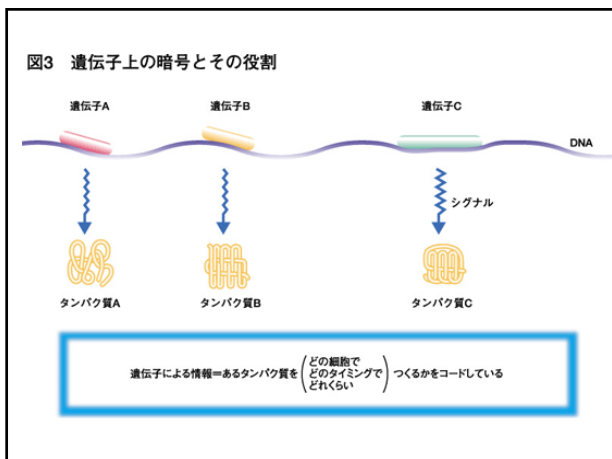 図3　遺伝子上の暗号とその役割
遺伝子A　遺伝子B　遺伝子C
DNA
シグナル
タンパク質A　タンパク質B　タンパク質C
遺伝子による情報＝あるタンパク質を
どの細胞で
どのタイミングで
どれくらい
つくるかをコードしている